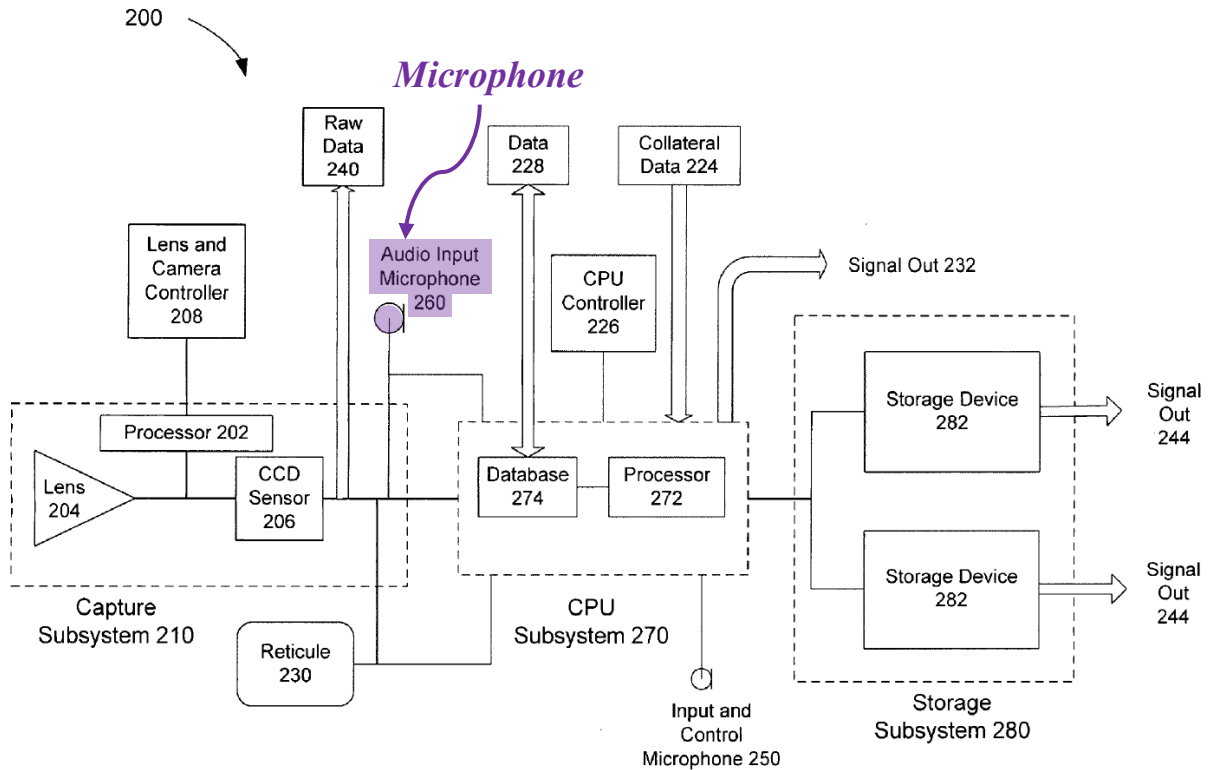 200
Microphone
Raw
Data
240
Data
228
Collateral
Data 224
Lens and
Camera
Controller
208
Audio Input
Microphone
260
CPU
Controller
226
Signal Out 232
Processor 202
Lens
204
CCD
Sensor
206
Database
274
Processor
272
Storage Device
282
Signal
Out
244
Storage Device
282
Signal
Out
244
Capture
Subsystem 210
Reticule
230
CPU
Subsystem 270
Input and
Control
Microphone 250
Storage
Subsystem 280